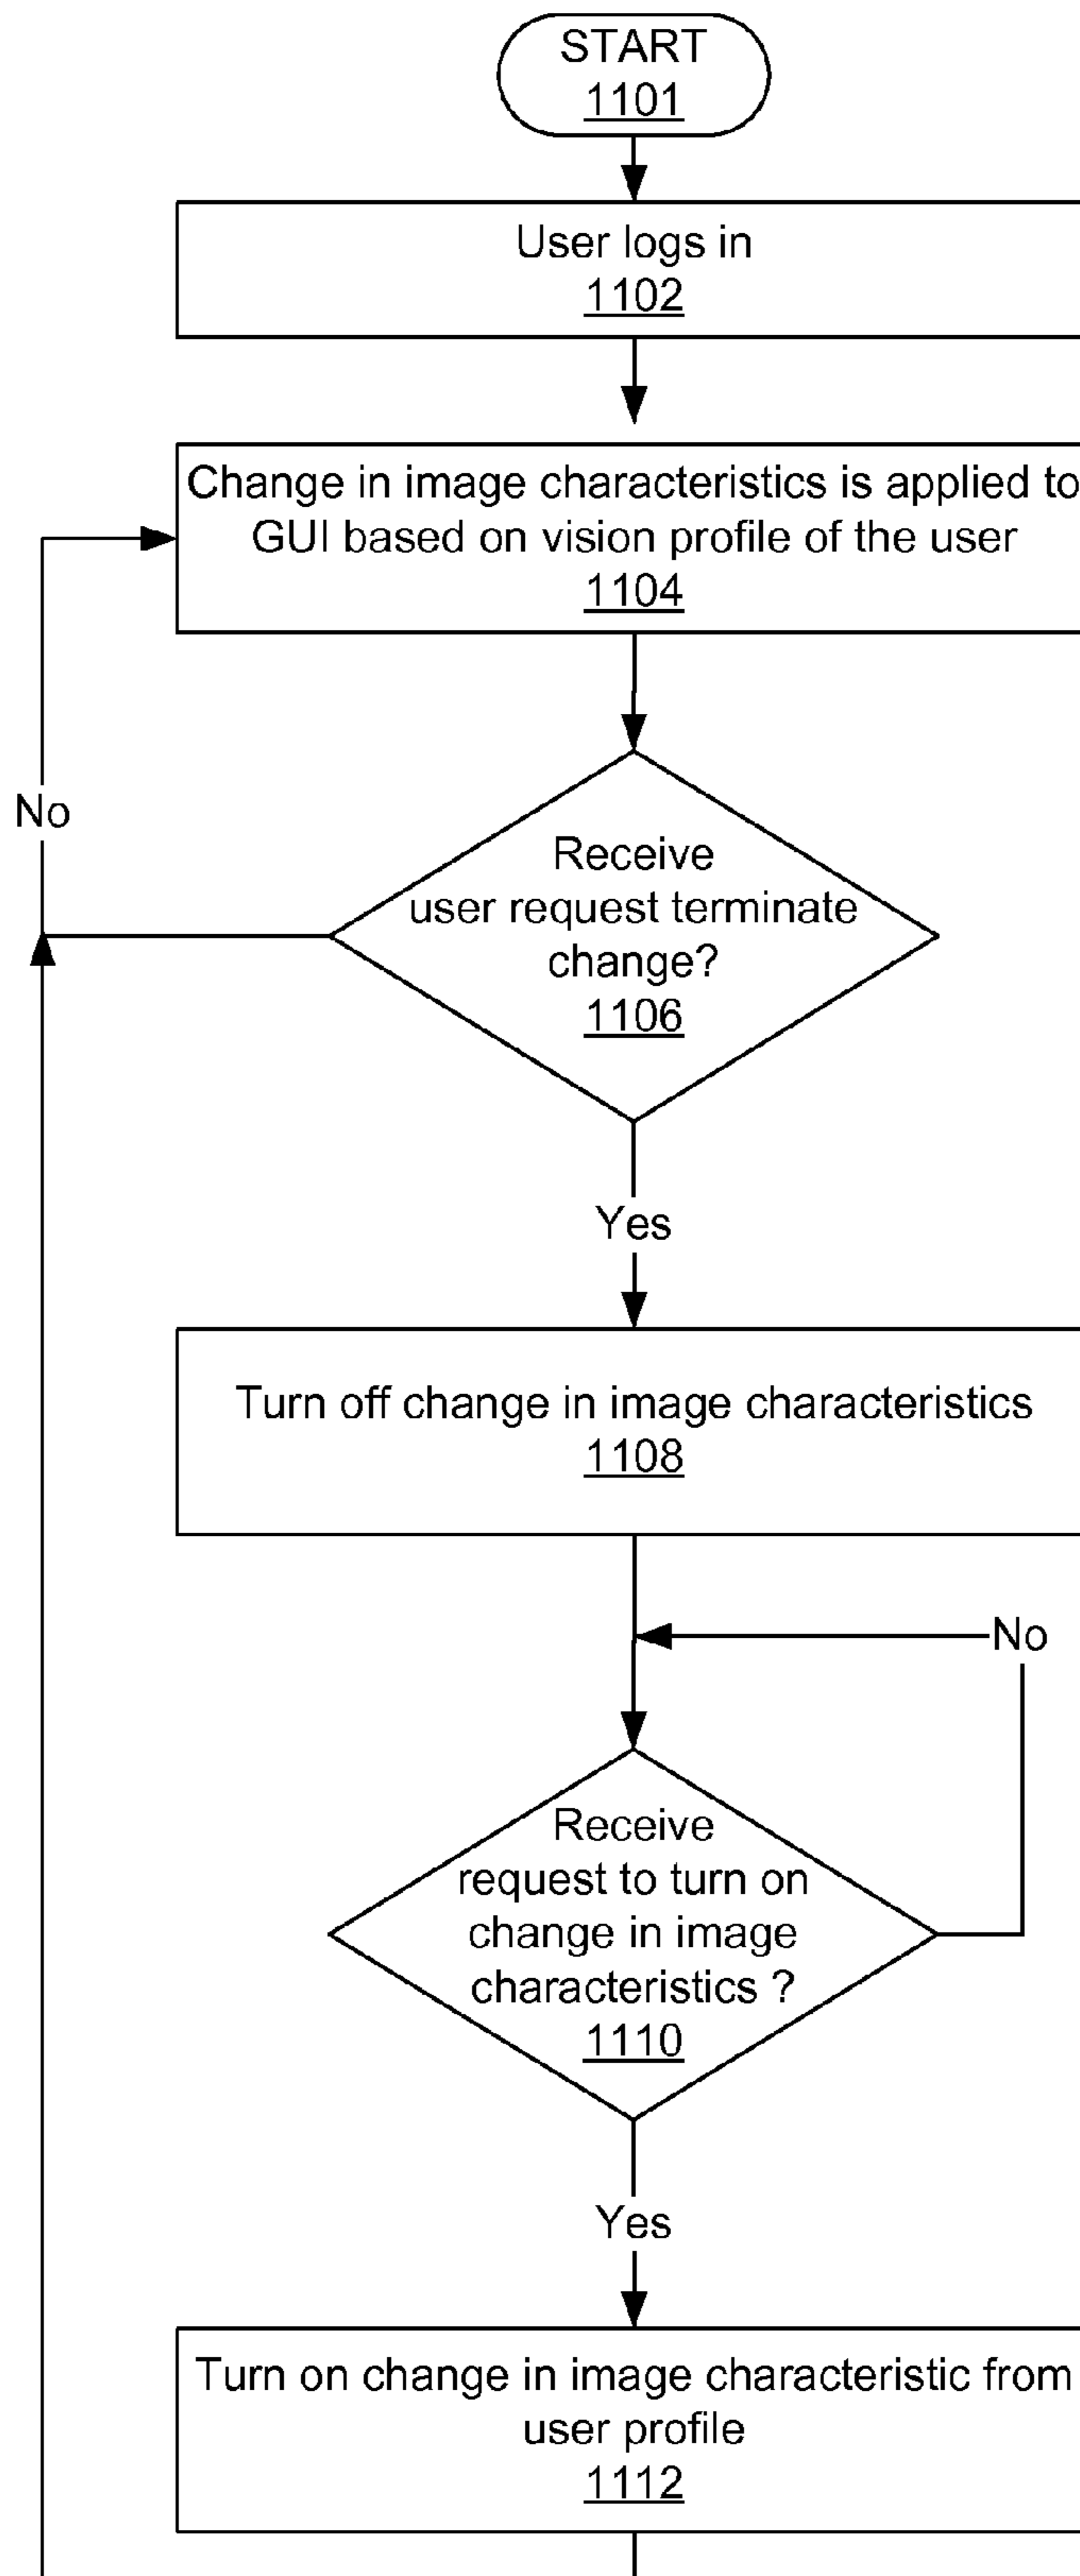 START
1101
User logs in
1102
Change in image characteristics is applied to
GUI based on vision profile of the user
1104
No
Receive
user request terminate
change?
1106
Yes
Turn off change in image characteristics
1108
No
Receive
request to turn on
change in image
characteristics ?
1110
Yes
Turn on change in image characteristic from
user profile
1112